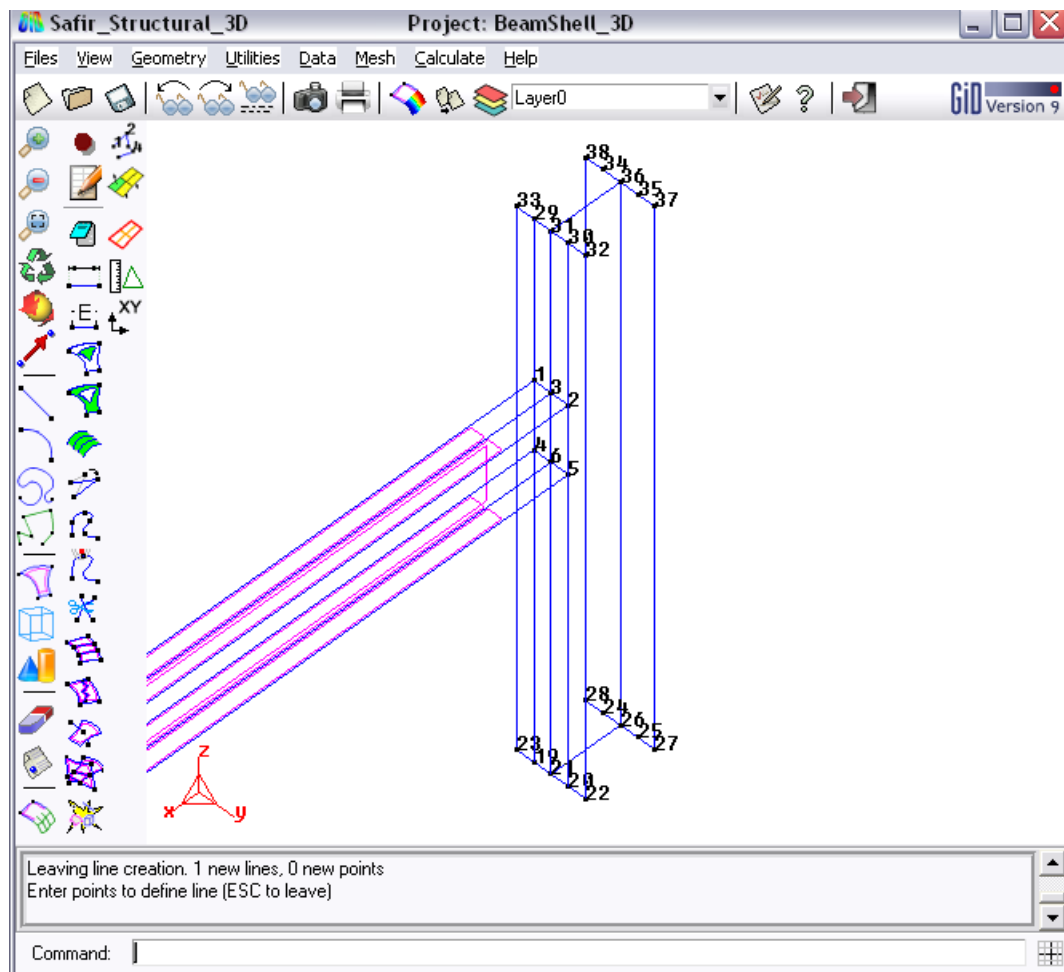 Safir_Structural_3D Project: BeamShell_3D
Files View Geometry Utilities Data Mesh Calculate Help
Layer0 GiD Version 9
38
34
36
35
37
33
29
31
30
32
1
3
2
4
6
5
28
24
26
25
27
23
19
21
20
22
E
XY
z
x
y
Leaving line creation. 1 new lines, 0 new points
Enter points to define line (ESC to leave)
Command: